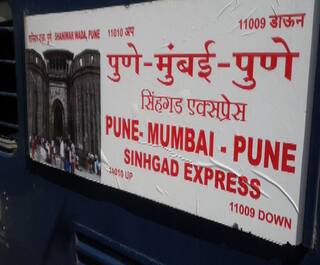 शनिवार वाडा, पुणे SHANIWAR WADA, PUNE
11010 अप 11009 डाऊन
पुणे-मुंबई-पुणे
सिंहगड एक्सप्रेस
PUNE- MUMBAI - PUNE
SINHGAD EXPRESS
11010 UP 11009 DOWN